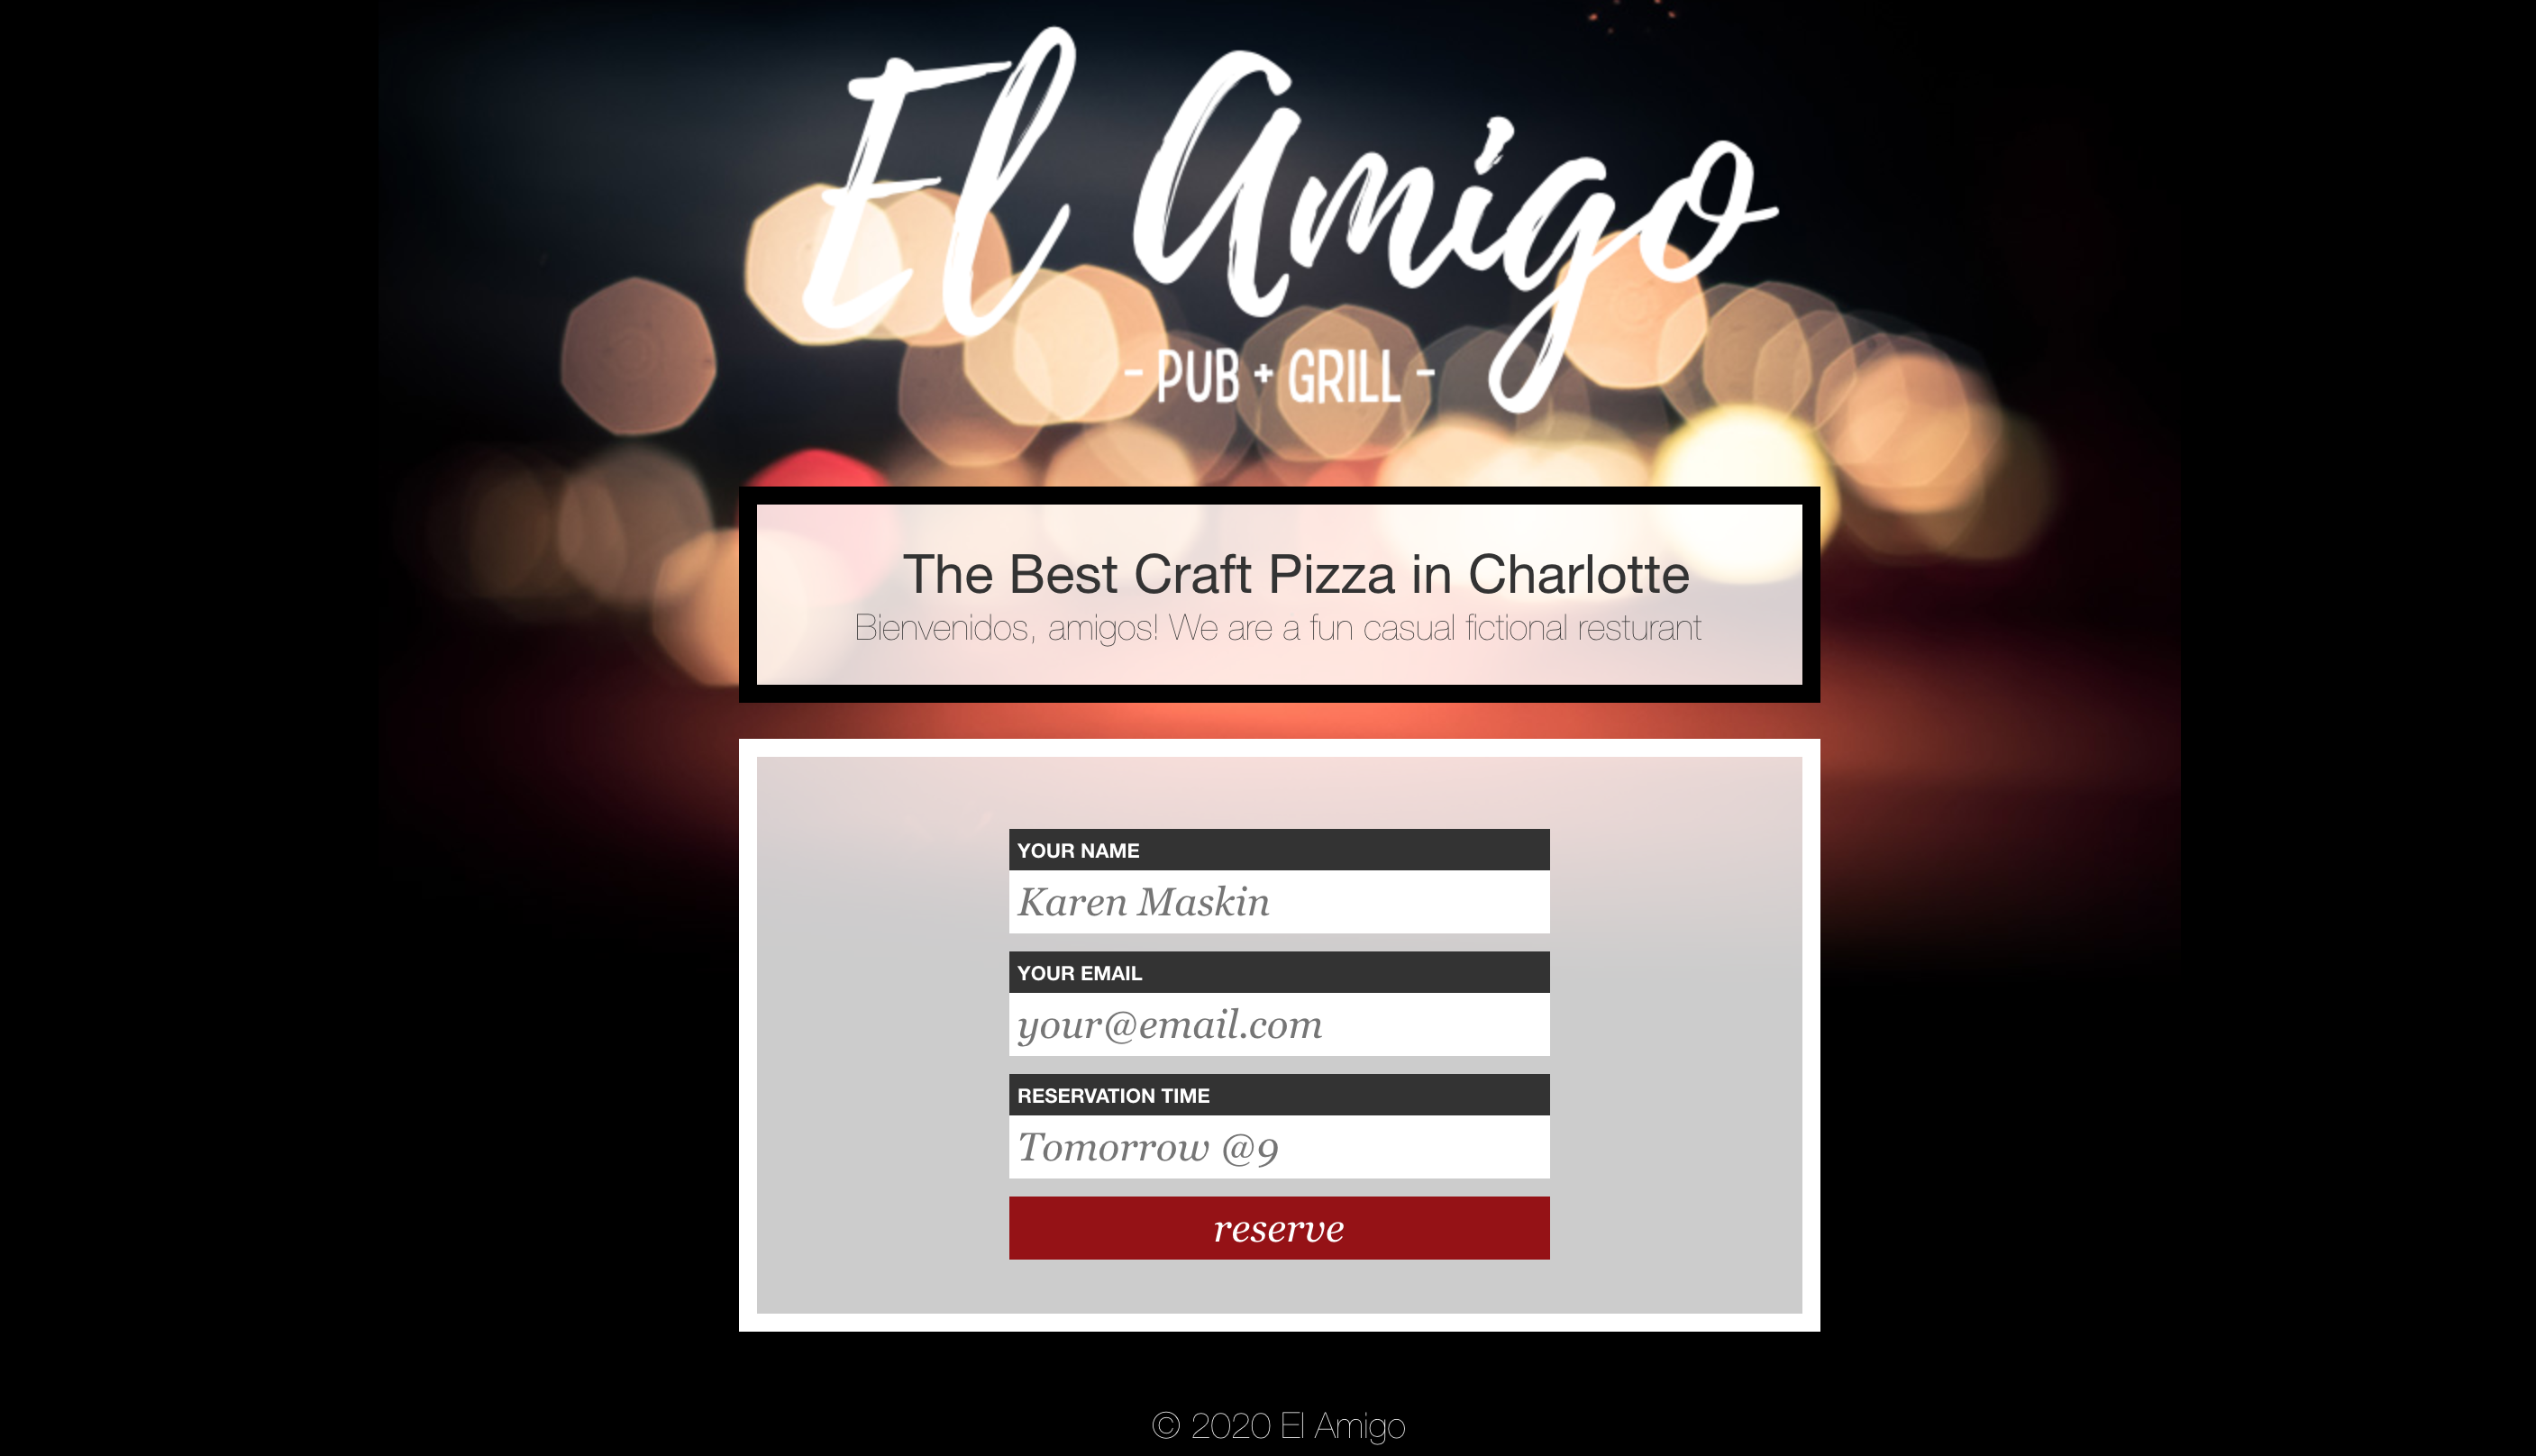 El Amigo
- PUB + GRILL -
The Best Craft Pizza in Charlotte
Bienvenidos, amigos! We are a fun casual fictional resturant
YOUR NAME
Karen Maskin
YOUR EMAIL
your@email.com
RESERVATION TIME
Tomorrow @9
reserve
© 2020 El Amigo